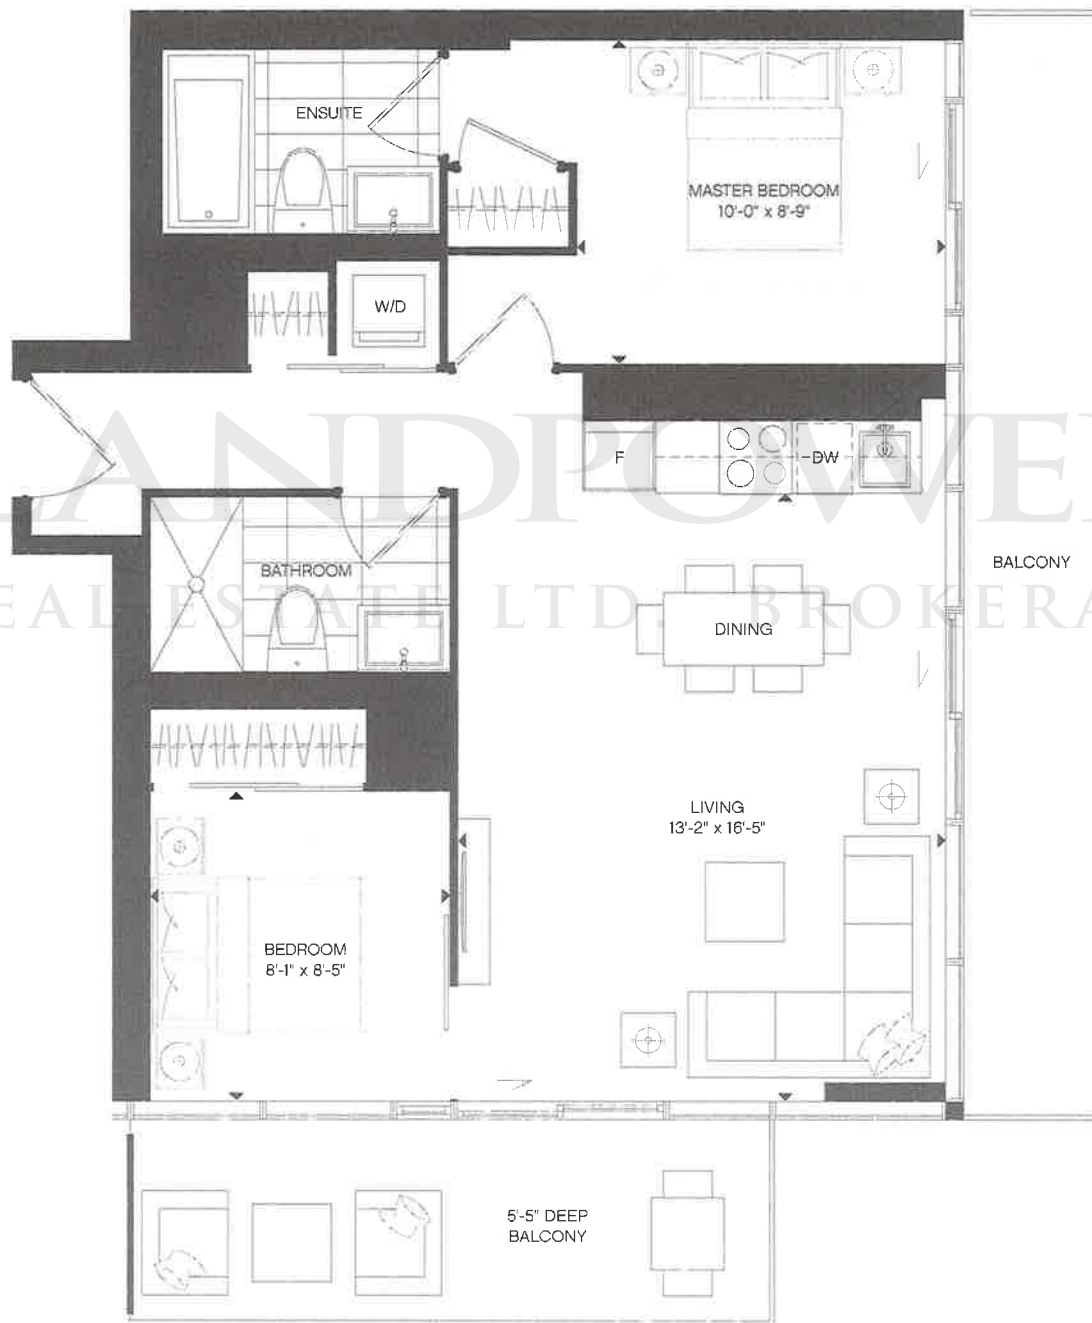 ENSUITE
MASTER BEDROOM
10'-0" x 8'-9"
W/D
F
DW
LANDPOWER
BALCONY
BATHROOM
REAL ESTATE LTD. BROKERA
DINING
LIVING
13'-2" x 16'-5"
BEDROOM
8'-1" x 8'-5"
5'-5" DEEP
BALCONY